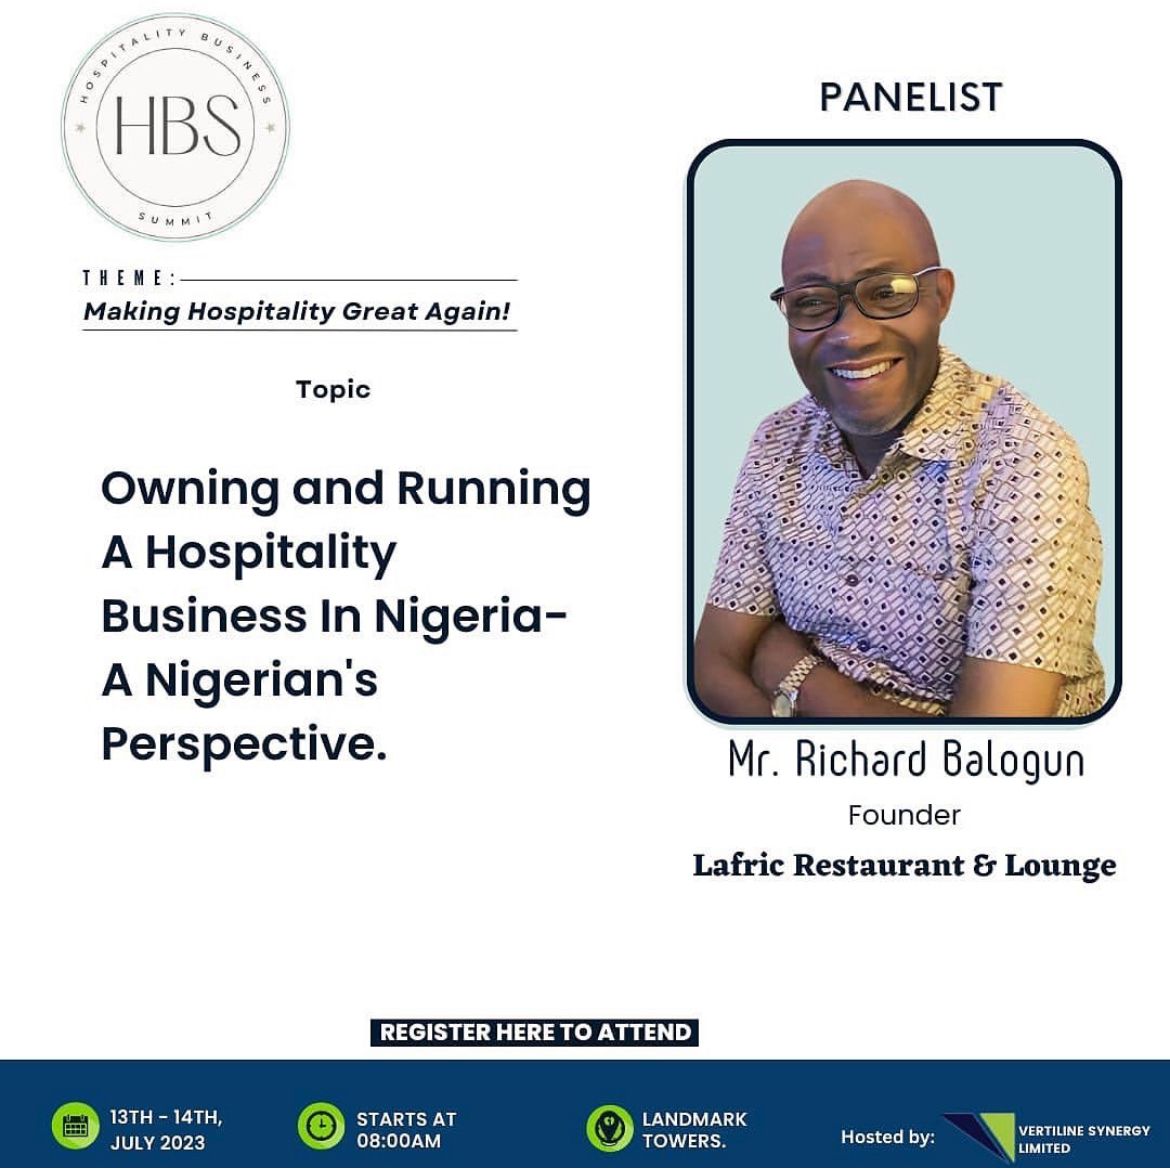 HOSPITALITY BUSINESS
HBS
SUMMIT
THEME:
Making Hospitality Great Again!
Topic
Owning and Running
A Hospitality
Business In Nigeria-
A Nigerian's
Perspective.
PANELIST
Mr. Richard Balogun
Founder
Lafric Restaurant & Lounge
REGISTER HERE TO ATTEND
13TH - 14TH,
JULY 2023
STARTS AT
08:00AM
LANDMARK
TOWERS.
Hosted by:
VERTILINE SYNERGY
LIMITED